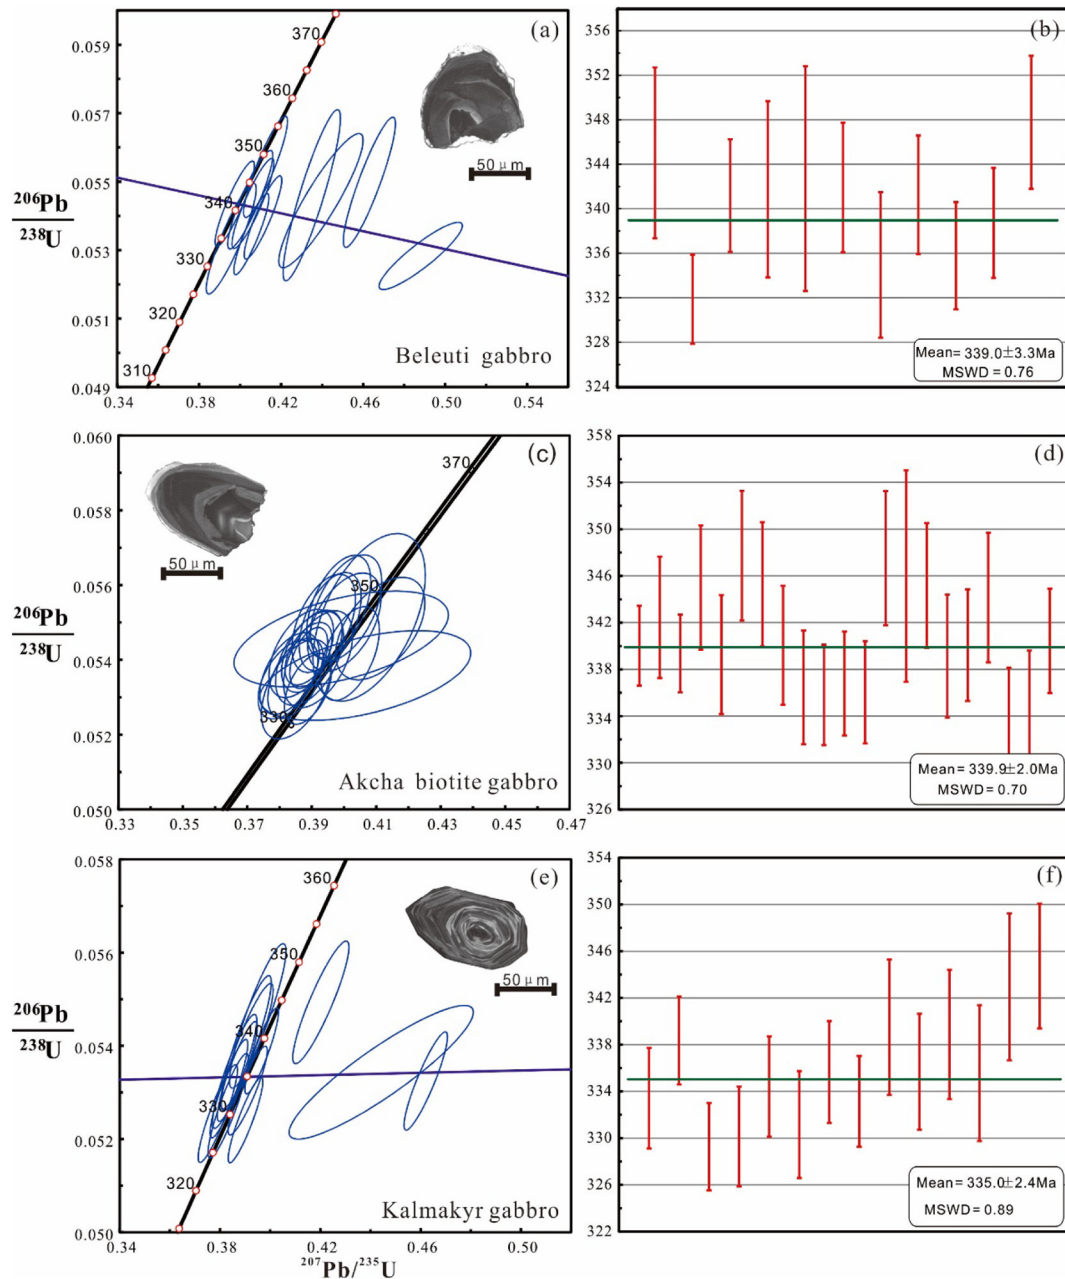 (a)
0.059
0.057
0.055
0.053
0.051
0.049
370
360
350
340
330
320
310
206Pb
238U
50 μm
Beleuti gabbro
0.34 0.38 0.42 0.46 0.50 0.54
(b)
356
352
348
344
340
336
332
328
324
Mean = 339.0±3.3Ma
MSWD = 0.76
(c)
0.060
0.058
0.056
0.054
0.052
0.050
370
350
330
206Pb
238U
50 μm
Akcha biotite gabbro
0.33 0.35 0.37 0.39 0.41 0.43 0.45 0.47
(d)
358
354
350
346
342
338
334
330
326
Mean = 339.9±2.0Ma
MSWD = 0.70
(e)
0.058
0.056
0.054
0.052
0.050
360
350
340
330
320
206Pb
238U
50 μm
Kalmakyr gabbro
0.34 0.38 0.42 0.46 0.50
207Pb/235U
(f)
354
350
346
342
338
334
330
326
322
Mean = 335.0±2.4Ma
MSWD = 0.89